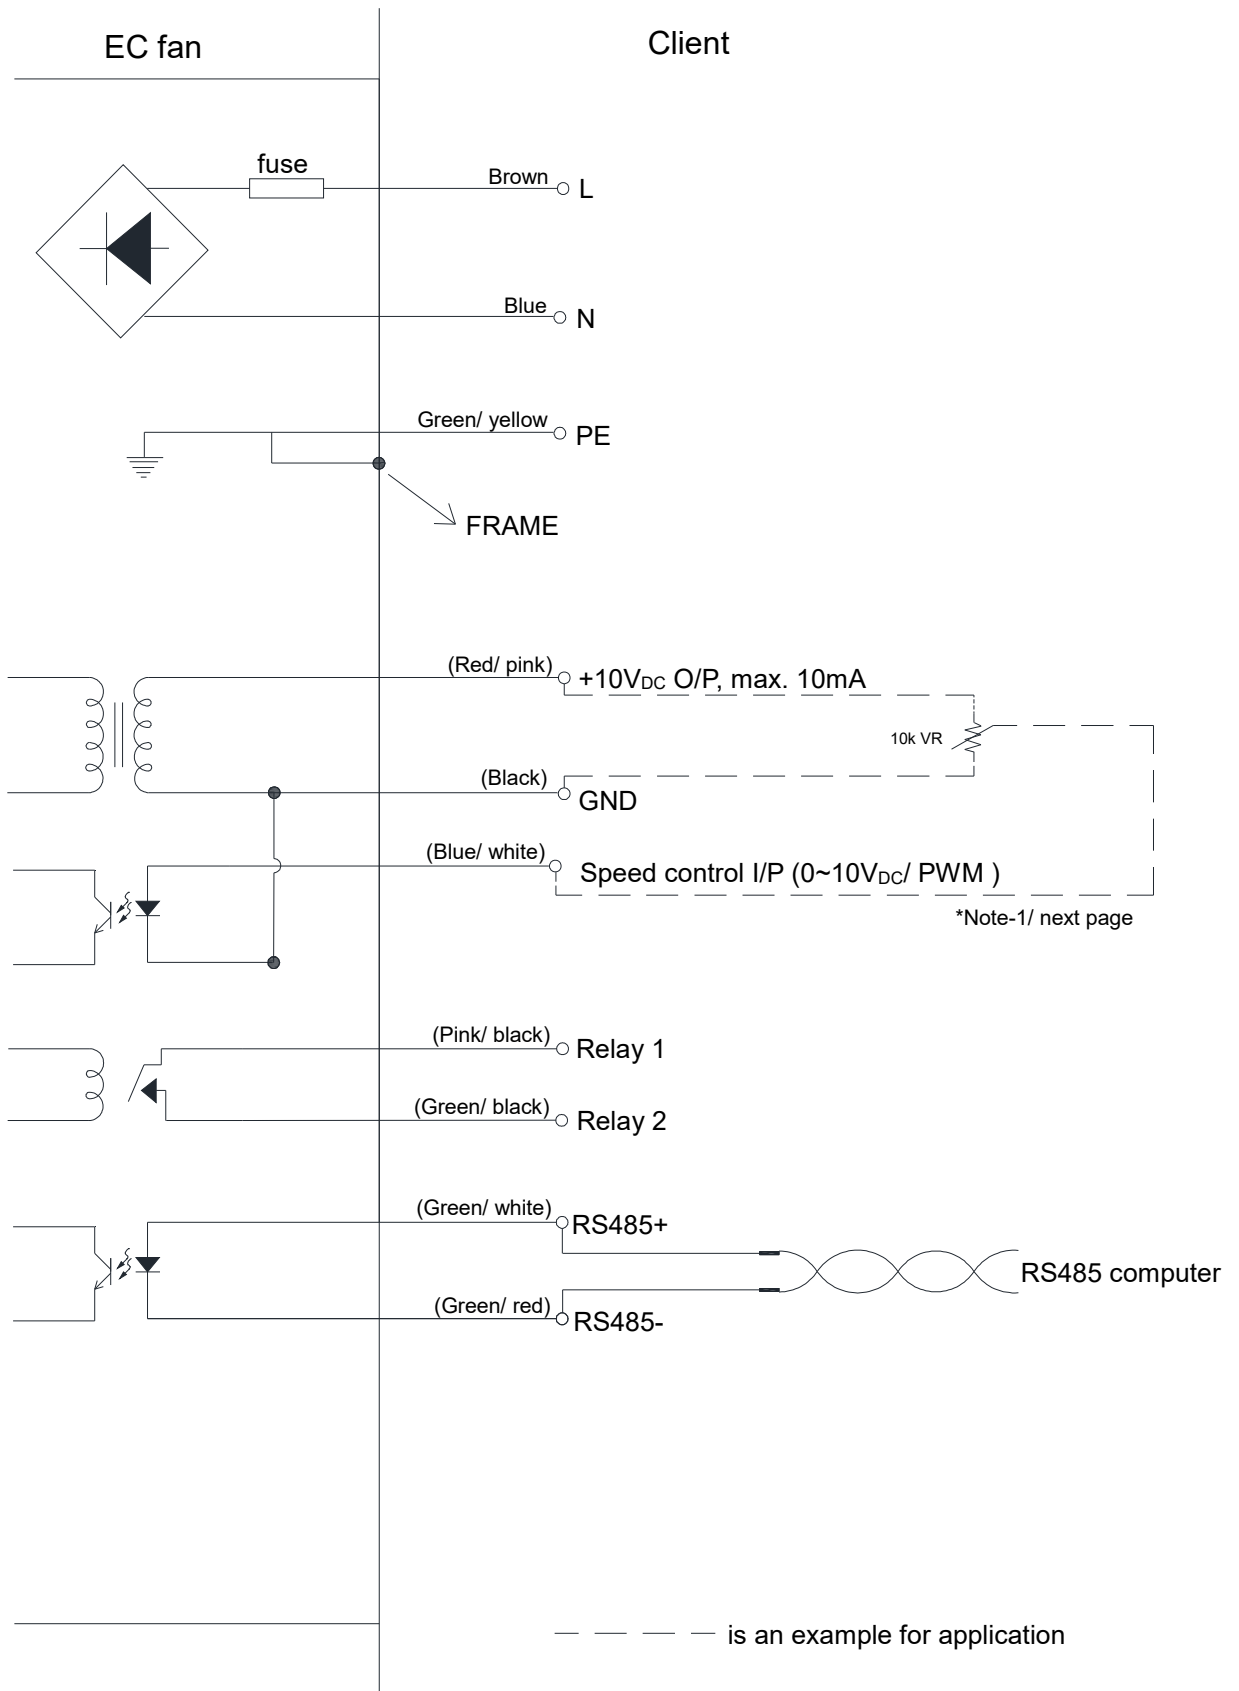 EC fan
Client
fuse
Brown
L
Blue
N
Green/ yellow
PE
FRAME
(Red/ pink)
+10VDC O/P, max. 10mA
10k VR
(Black)
GND
(Blue/ white)
Speed control I/P (0~10VDC/ PWM )
*Note-1/ next page
(Pink/ black)
Relay 1
(Green/ black)
Relay 2
(Green/ white)
RS485+
RS485 computer
(Green/ red)
RS485-
is an example for application